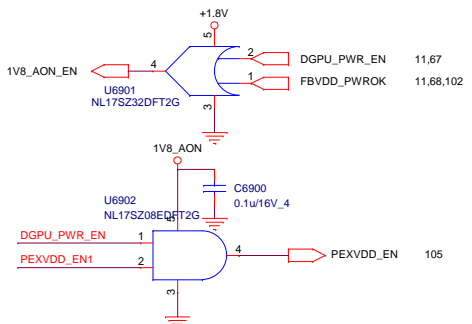 +1.8V
5
2 DGPU_PWR_EN 11,67
1V8_AON_EN 4
1 FBVDD_PWROK 11,68,102
U6901
NL17SZ32DFT2G
3
1V8_AON
U6902
NL17SZ08EDFT2G
C6900
0.1u/16V_4
5
DGPU_PWR_EN 1
4 PEXVDD_EN 105
PEXVDD_EN1 2
3